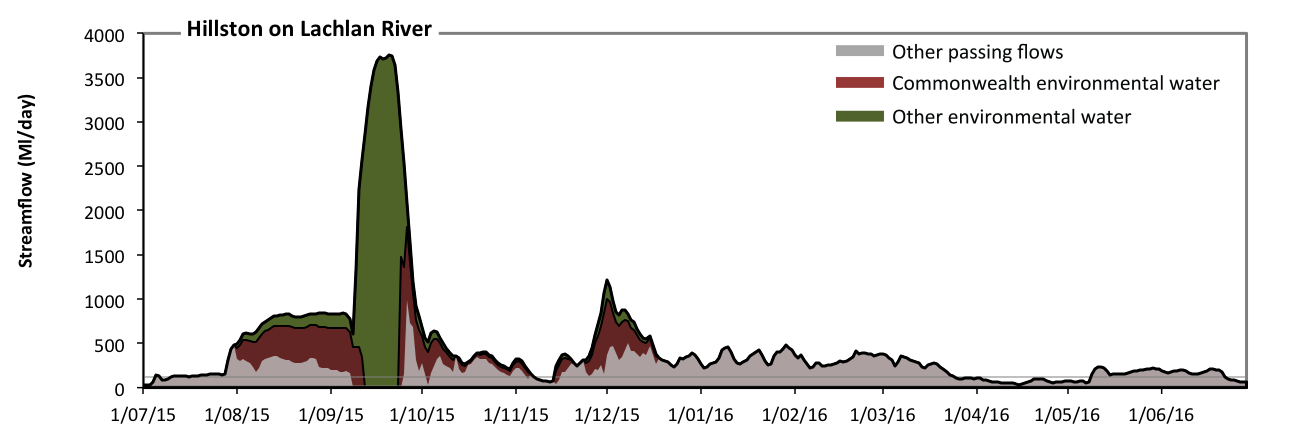 Hillston on Lachlan River
Streamflow (Ml/day)
4000
3500
3000
2500
2000
1500
1000
500
0
Other passing flows
Commonwealth environmental water
Other environmental water
1/07/15 1/08/15 1/09/15 1/10/15 1/11/15 1/12/15 1/01/16 1/02/16 1/03/16 1/04/16 1/05/16 1/06/16